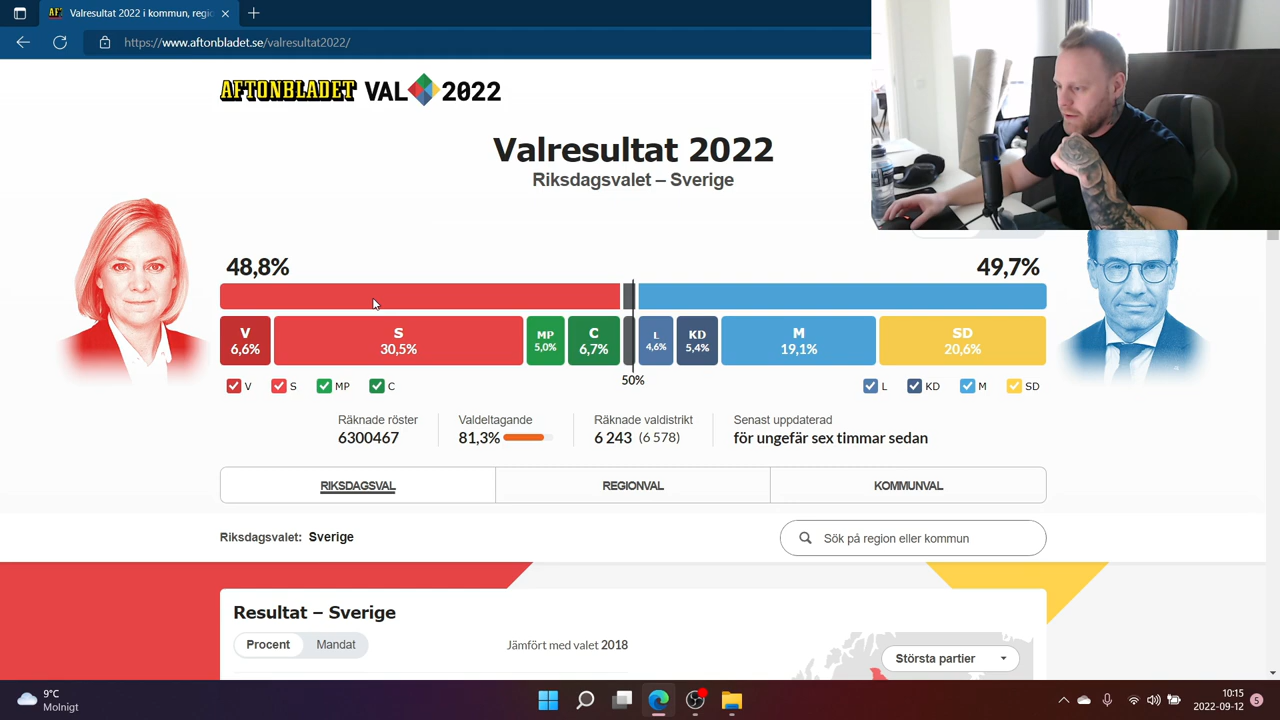 Valresultat 2022 i kommun, regio
https://www.aftonbladet.se/valresultat2022/
AFTONBLADET VAL 2022
Valresultat 2022
Riksdagsvalet – Sverige
48,8%
49,7%
V
S
MP
C
L
KD
M
SD
6,6%
30,5%
5,0%
6,7%
4,6%
5,4%
19,1%
20,6%
50%
V S MP C
L KD M SD
Räknade röster
6300467
Valdeltagande
81,3%
Räknade valdistrikt
6 243 (6 578)
Senast uppdaterad
för ungefär sex timmar sedan
RIKSDAGSVAL
REGIONVAL
KOMMUNVAL
Riksdagsvalet: Sverige
Sök på region eller kommun
Resultat – Sverige
Procent
Mandat
Jämfört med valet 2018
Största partier
9°C
Molnigt
10:15
2022-09-12
5